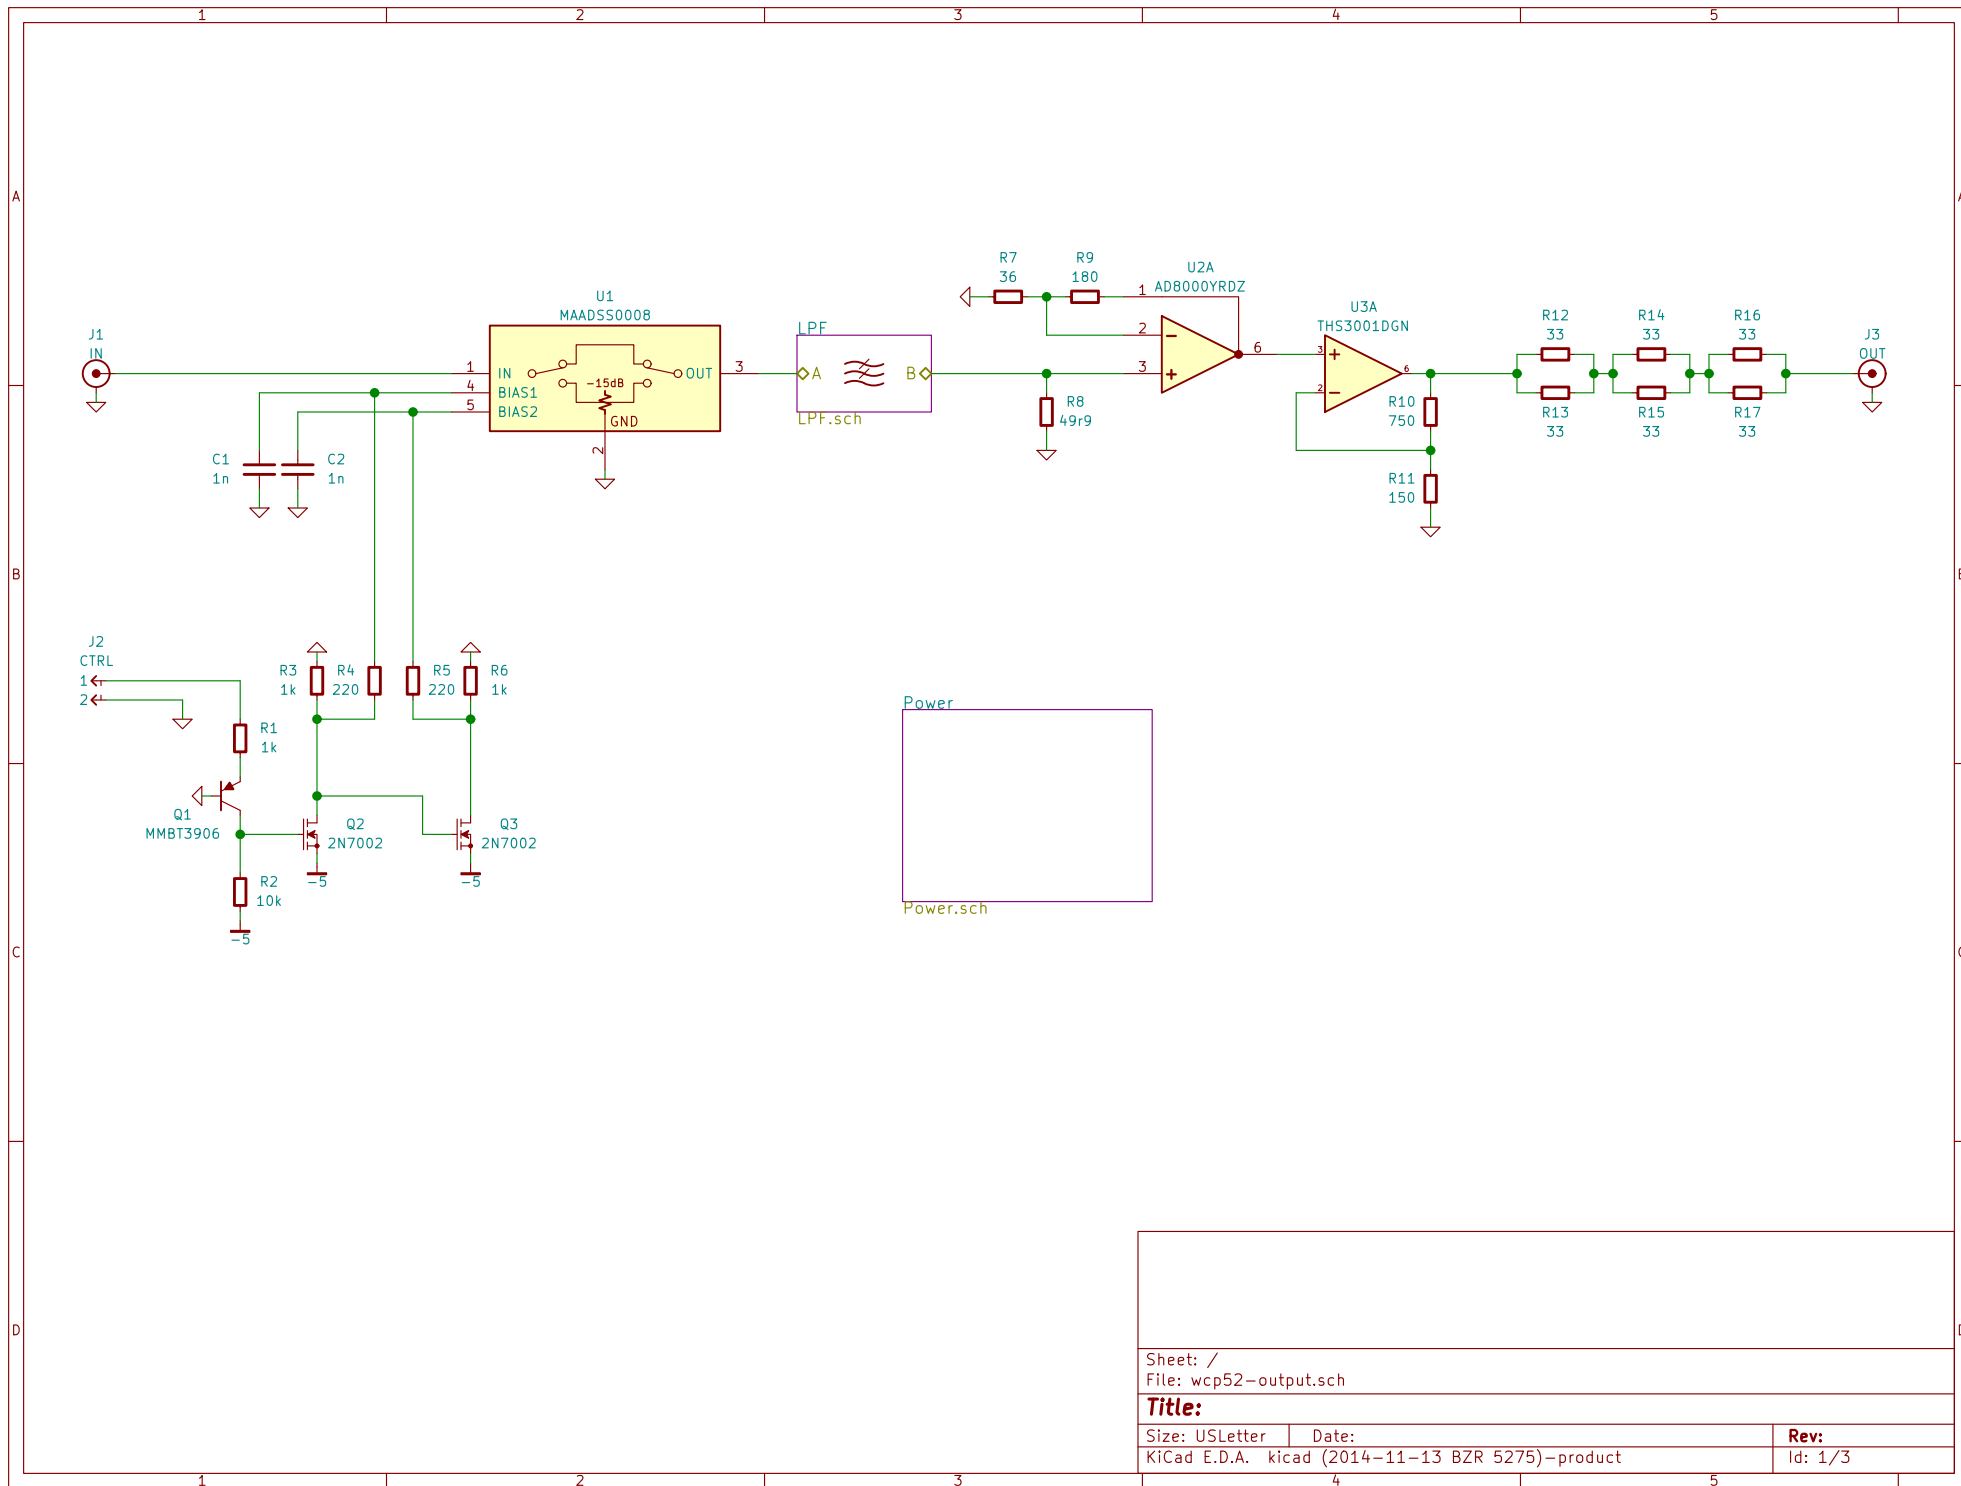 1 2 3 4 5
A
B
C
D
J1
IN
U1
MAADSS0008
1 IN
4 BIAS1
5 BIAS2
-15dB
OUT 3
GND
2
C1
1n
C2
1n
LPF
A B
LPF.sch
R7
36
R9
180
U2A
AD8000YRDZ
1
2
3
6
R8
49r9
U3A
THS3001DGN
3
2
6
R10
750
R11
150
R12
33
R13
33
R14
33
R15
33
R16
33
R17
33
J3
OUT
J2
CTRL
1
2
R1
1k
Q1
MMBT3906
R2
10k
-5
R3
1k
R4
220
R5
220
R6
1k
Q2
2N7002
-5
Q3
2N7002
-5
Power
Power.sch
Sheet: /
File: wcp52-output.sch
Title:
Size: USLetter Date: Rev:
KiCad E.D.A. kicad (2014-11-13 BZR 5275)-product Id: 1/3
1 2 3 4 5